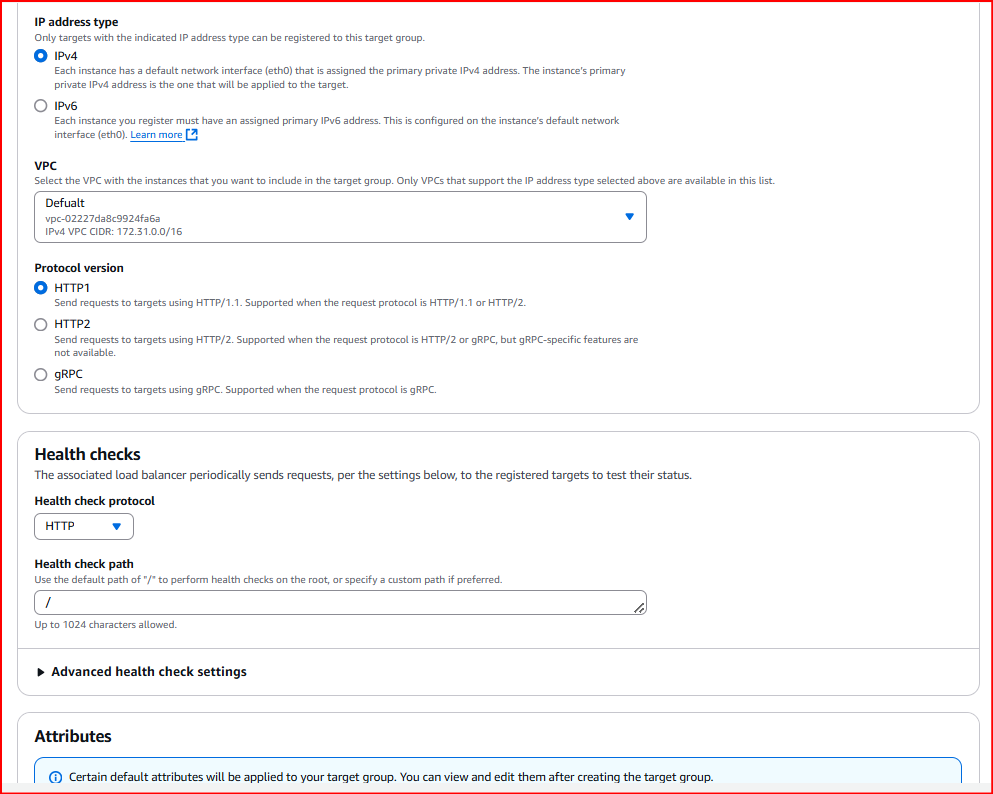 IP address type
Only targets with the indicated IP address type can be registered to this target group.
IPv4
Each instance has a default network interface (eth0) that is assigned the primary private IPv4 address. The instance's primary
private IPv4 address is the one that will be applied to the target.
IPv6
Each instance you register must have an assigned primary IPv6 address. This is configured on the instance's default network
interface (eth0). Learn more
VPC
Select the VPC with the instances that you want to include in the target group. Only VPCs that support the IP address type selected above are available in this list.
Defualt
vpc-02227da8c9924fa6a
IPv4 VPC CIDR: 172.31.0.0/16
Protocol version
HTTP1
Send requests to targets using HTTP/1.1. Supported when the request protocol is HTTP/1.1 or HTTP/2.
HTTP2
Send requests to targets using HTTP/2. Supported when the request protocol is HTTP/2 or gRPC, but gRPC-specific features are
not available.
gRPC
Send requests to targets using gRPC. Supported when the request protocol is gRPC.
Health checks
The associated load balancer periodically sends requests, per the settings below, to the registered targets to test their status.
Health check protocol
HTTP
Health check path
Use the default path of "/" to perform health checks on the root, or specify a custom path if preferred.
/
Up to 1024 characters allowed.
Advanced health check settings
Attributes
Certain default attributes will be applied to your target group. You can view and edit them after creating the target group.